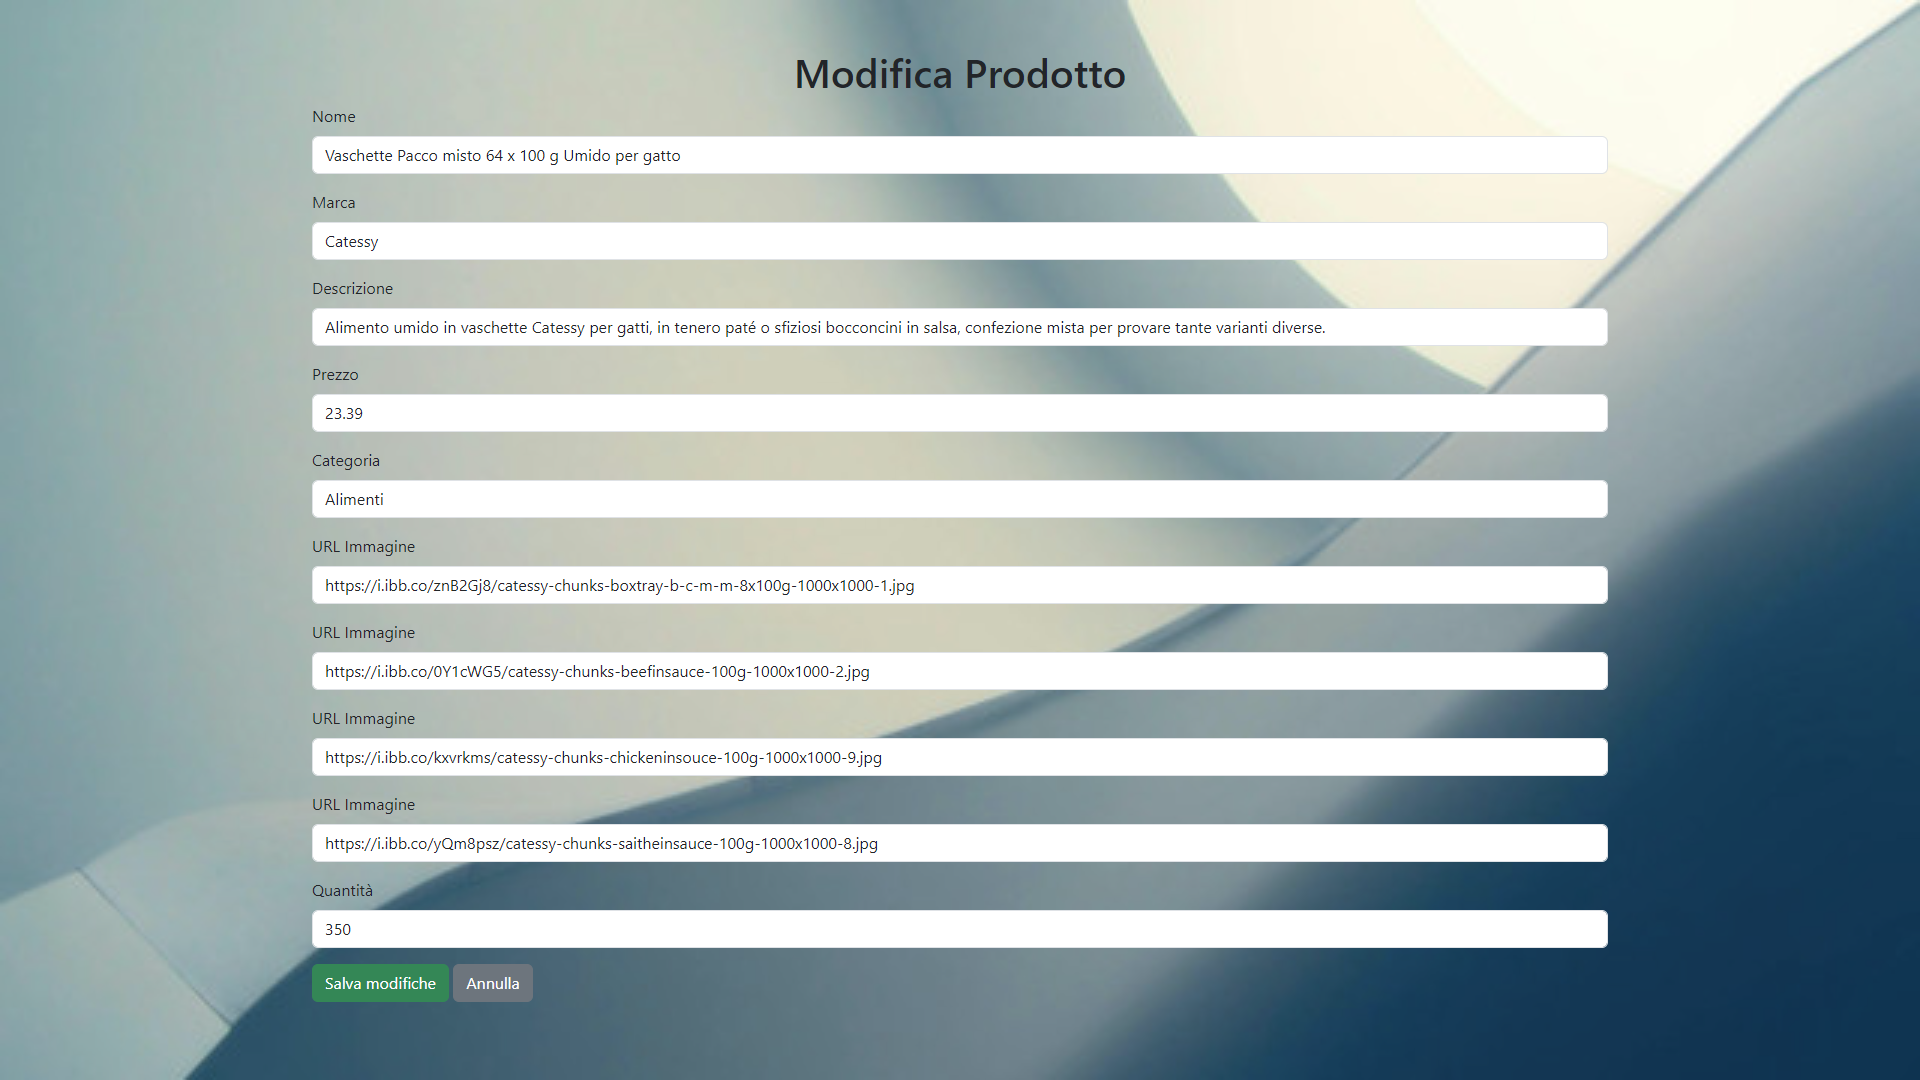 Modifica Prodotto
Nome
Vaschette Pacco misto 64 x 100 g Umido per gatto
Marca
Catessy
Descrizione
Alimento umido in vaschette Catessy per gatti, in tenero paté o sfiziosi bocconcini in salsa, confezione mista per provare tante varianti diverse.
Prezzo
23.39
Categoria
Alimenti
URL Immagine
https://i.ibb.co/znB2Gj8/catessy-chunks-boxtray-b-c-m-m-8x100g-1000x1000-1.jpg
URL Immagine
https://i.ibb.co/0Y1cWG5/catessy-chunks-beefinsauce-100g-1000x1000-2.jpg
URL Immagine
https://i.ibb.co/kxvrkms/catessy-chunks-chickeninsouce-100g-1000x1000-9.jpg
URL Immagine
https://i.ibb.co/yQm8psz/catessy-chunks-saitheinsauce-100g-1000x1000-8.jpg
Quantità
350
Salva modifiche Annulla